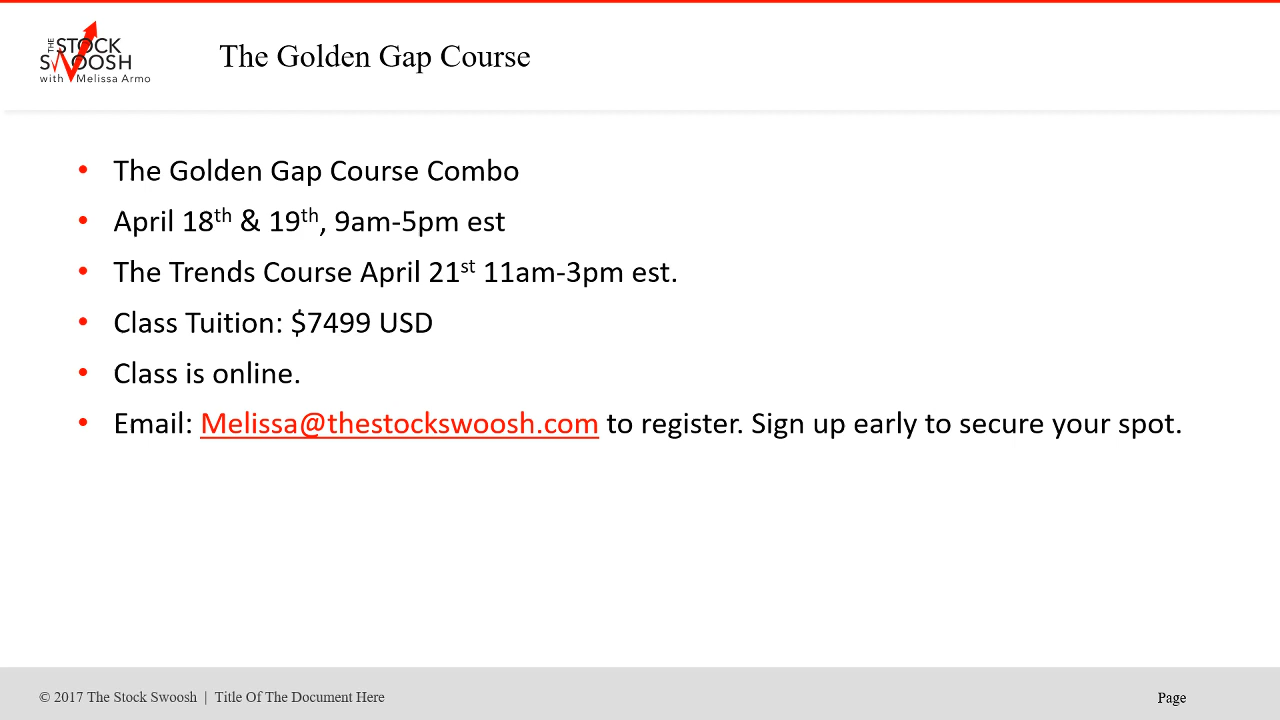 THE STOCK
SWOOSH
with Melissa Armo
The Golden Gap Course
• The Golden Gap Course Combo
• April 18th & 19th, 9am-5pm est
• The Trends Course April 21st 11am-3pm est.
• Class Tuition: $7499 USD
• Class is online.
• Email: Melissa@thestockswoosh.com to register. Sign up early to secure your spot.
© 2017 The Stock Swoosh | Title Of The Document Here
Page